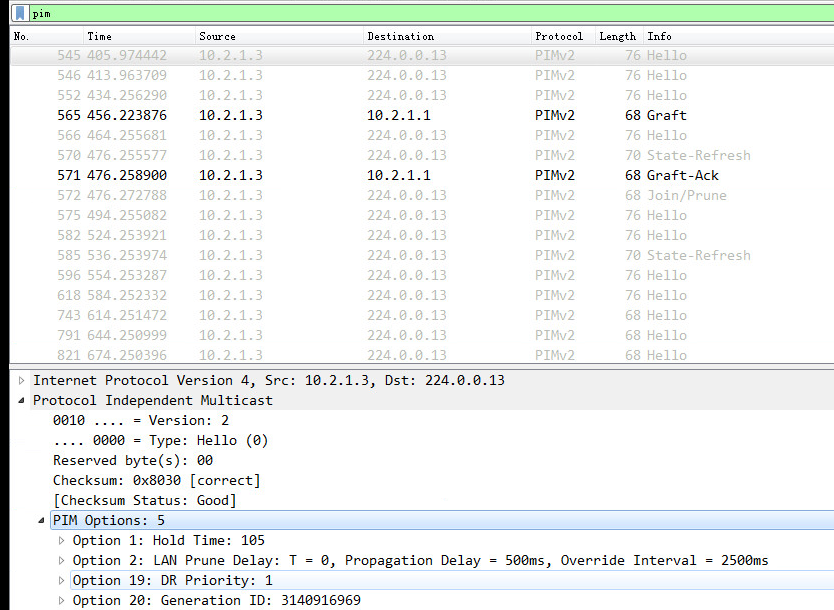 pim
No. Time Source Destination Protocol Length Info
545 405.974442 10.2.1.3 224.0.0.13 PIMv2 76 Hello
546 413.963709 10.2.1.3 224.0.0.13 PIMv2 76 Hello
552 434.256290 10.2.1.3 224.0.0.13 PIMv2 76 Hello
565 456.223876 10.2.1.3 10.2.1.1 PIMv2 68 Graft
566 464.255681 10.2.1.3 224.0.0.13 PIMv2 76 Hello
570 476.255577 10.2.1.3 224.0.0.13 PIMv2 70 State-Refresh
571 476.258900 10.2.1.3 10.2.1.1 PIMv2 68 Graft-Ack
572 476.272788 10.2.1.3 224.0.0.13 PIMv2 68 Join/Prune
575 494.255082 10.2.1.3 224.0.0.13 PIMv2 76 Hello
582 524.253921 10.2.1.3 224.0.0.13 PIMv2 76 Hello
585 536.253974 10.2.1.3 224.0.0.13 PIMv2 70 State-Refresh
596 554.253287 10.2.1.3 224.0.0.13 PIMv2 76 Hello
618 584.252332 10.2.1.3 224.0.0.13 PIMv2 76 Hello
743 614.251472 10.2.1.3 224.0.0.13 PIMv2 68 Hello
791 644.250999 10.2.1.3 224.0.0.13 PIMv2 68 Hello
821 674.250396 10.2.1.3 224.0.0.13 PIMv2 68 Hello
Internet Protocol Version 4, Src: 10.2.1.3, Dst: 224.0.0.13
Protocol Independent Multicast
0010 .... = Version: 2
.... 0000 = Type: Hello (0)
Reserved byte(s): 00
Checksum: 0x8030 [correct]
[Checksum Status: Good]
PIM Options: 5
Option 1: Hold Time: 105
Option 2: LAN Prune Delay: T = 0, Propagation Delay = 500ms, Override Interval = 2500ms
Option 19: DR Priority: 1
Option 20: Generation ID: 3140916969